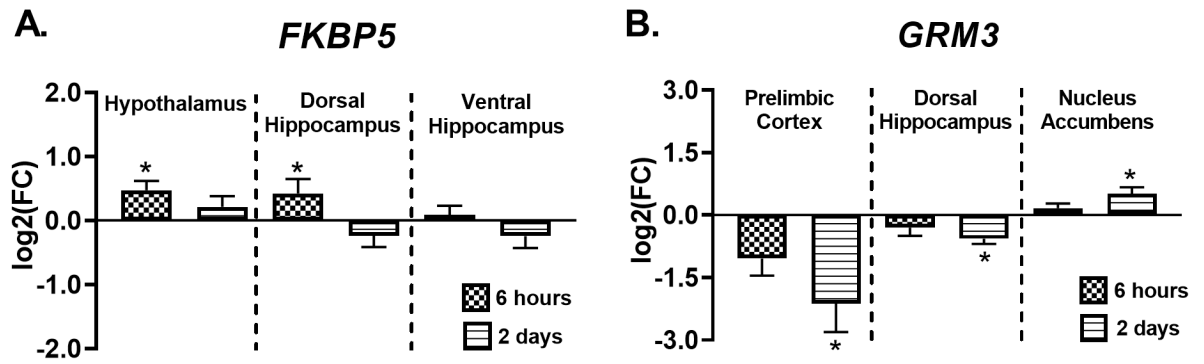 A.
FKBP5
log2(FC)
2.0
1.0
0.0
-1.0
-2.0
Hypothalamus
Dorsal
Hippocampus
Ventral
Hippocampus
*
*
6 hours
2 days
B.
GRM3
log2(FC)
3.0
1.5
0.0
-1.5
-3.0
Prelimbic
Cortex
Dorsal
Hippocampus
Nucleus
Accumbens
*
*
*
6 hours
2 days